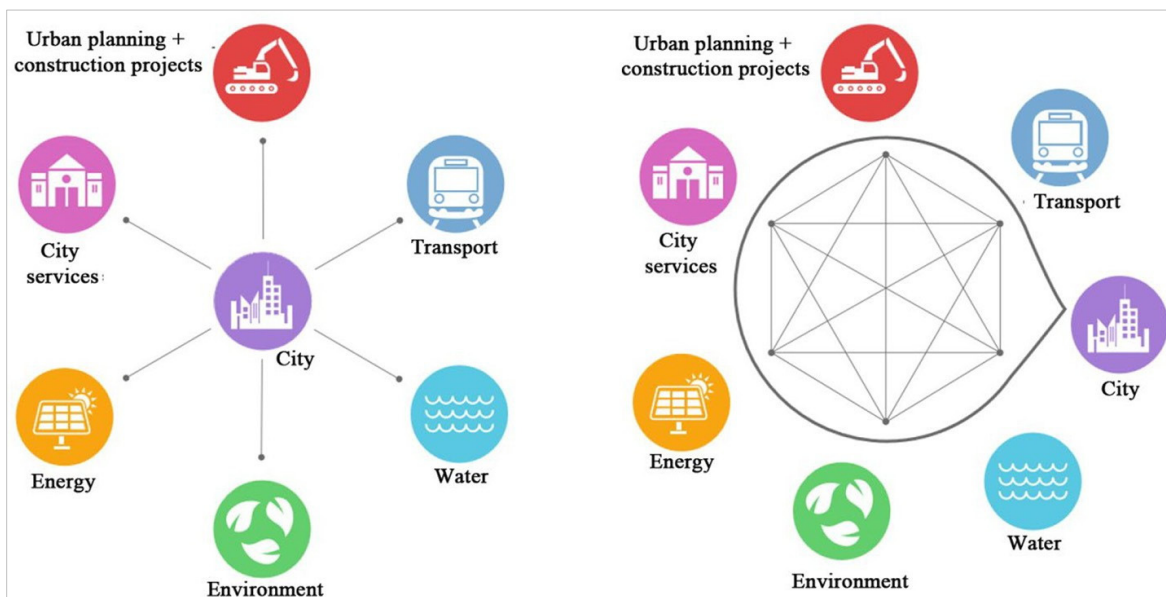 Urban planning +
construction projects
City
services
Transport
City
Energy
Water
Environment
Urban planning +
construction projects
Transport
City
services
City
Energy
Water
Environment